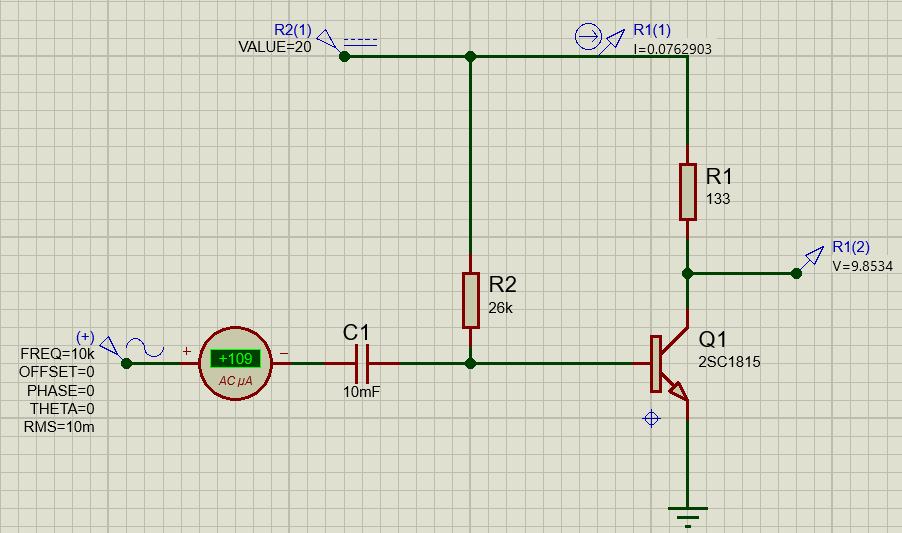 R2(1)
VALUE=20
R1(1)
I=0.0762903
R1
133
R1(2)
V=9.8534
R2
26k
C1
10mF
Q1
2SC1815
(+)
FREQ=10k
OFFSET=0
PHASE=0
THETA=0
RMS=10m
+
+109
AC µA
−